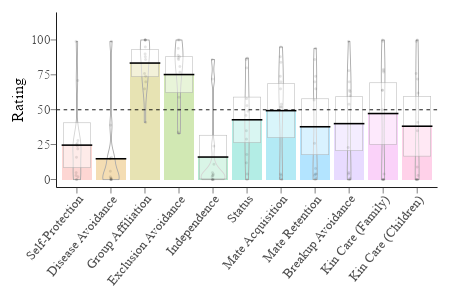 100
75
50
25
0
Rating
Self-Protection
Disease Avoidance
Group Affiliation
Exclusion Avoidance
Independence
Status
Mate Acquisition
Mate Retention
Breakup Avoidance
Kin Care (Family)
Kin Care (Children)